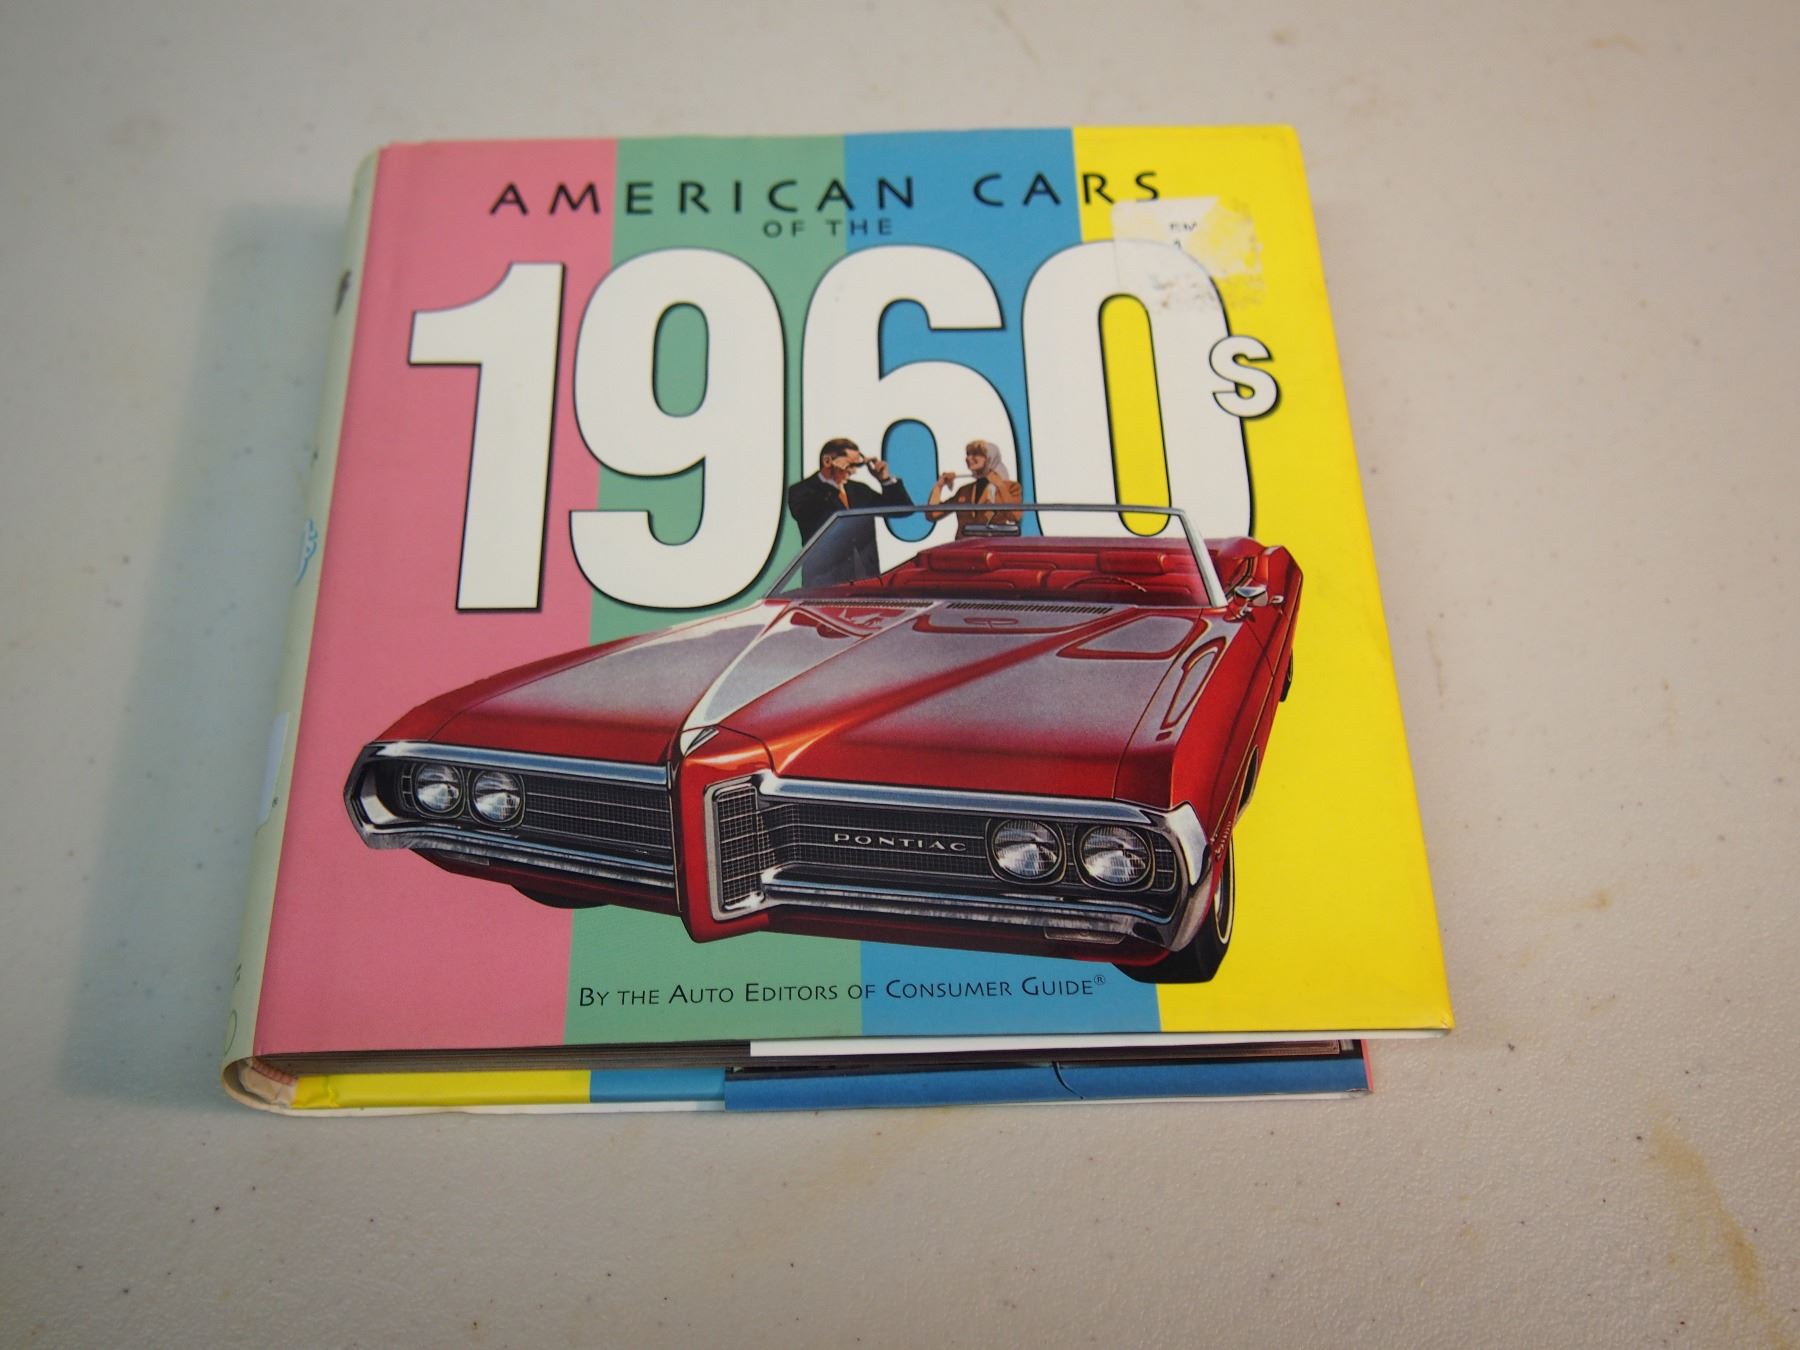 AMERICAN CARS
OF THE
1960s
PONTIAC
BY THE AUTO EDITORS OF CONSUMER GUIDE®